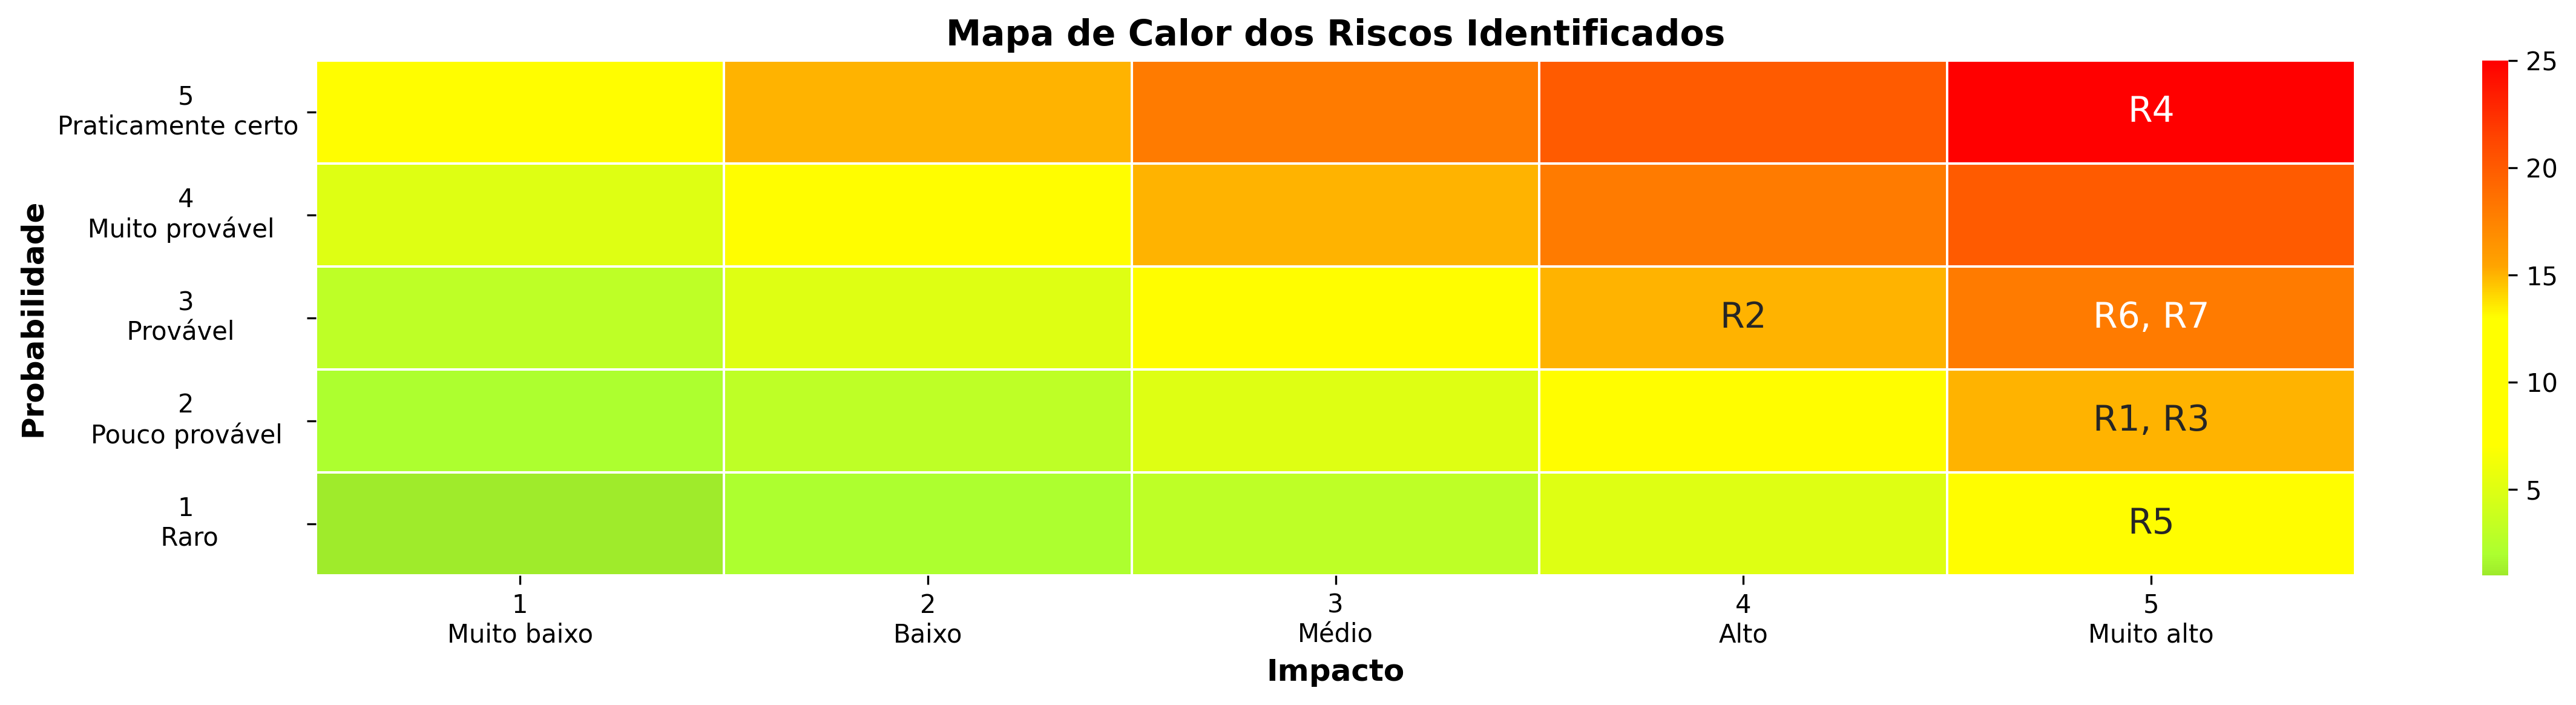 Mapa de Calor dos Riscos Identificados
Probabilidade
5
Praticamente certo
R4
4
Muito provável
3
Provável
R2
R6, R7
2
Pouco provável
R1, R3
1
Raro
R5
1
Muito baixo
2
Baixo
3
Médio
4
Alto
5
Muito alto
Impacto
25
20
15
10
5